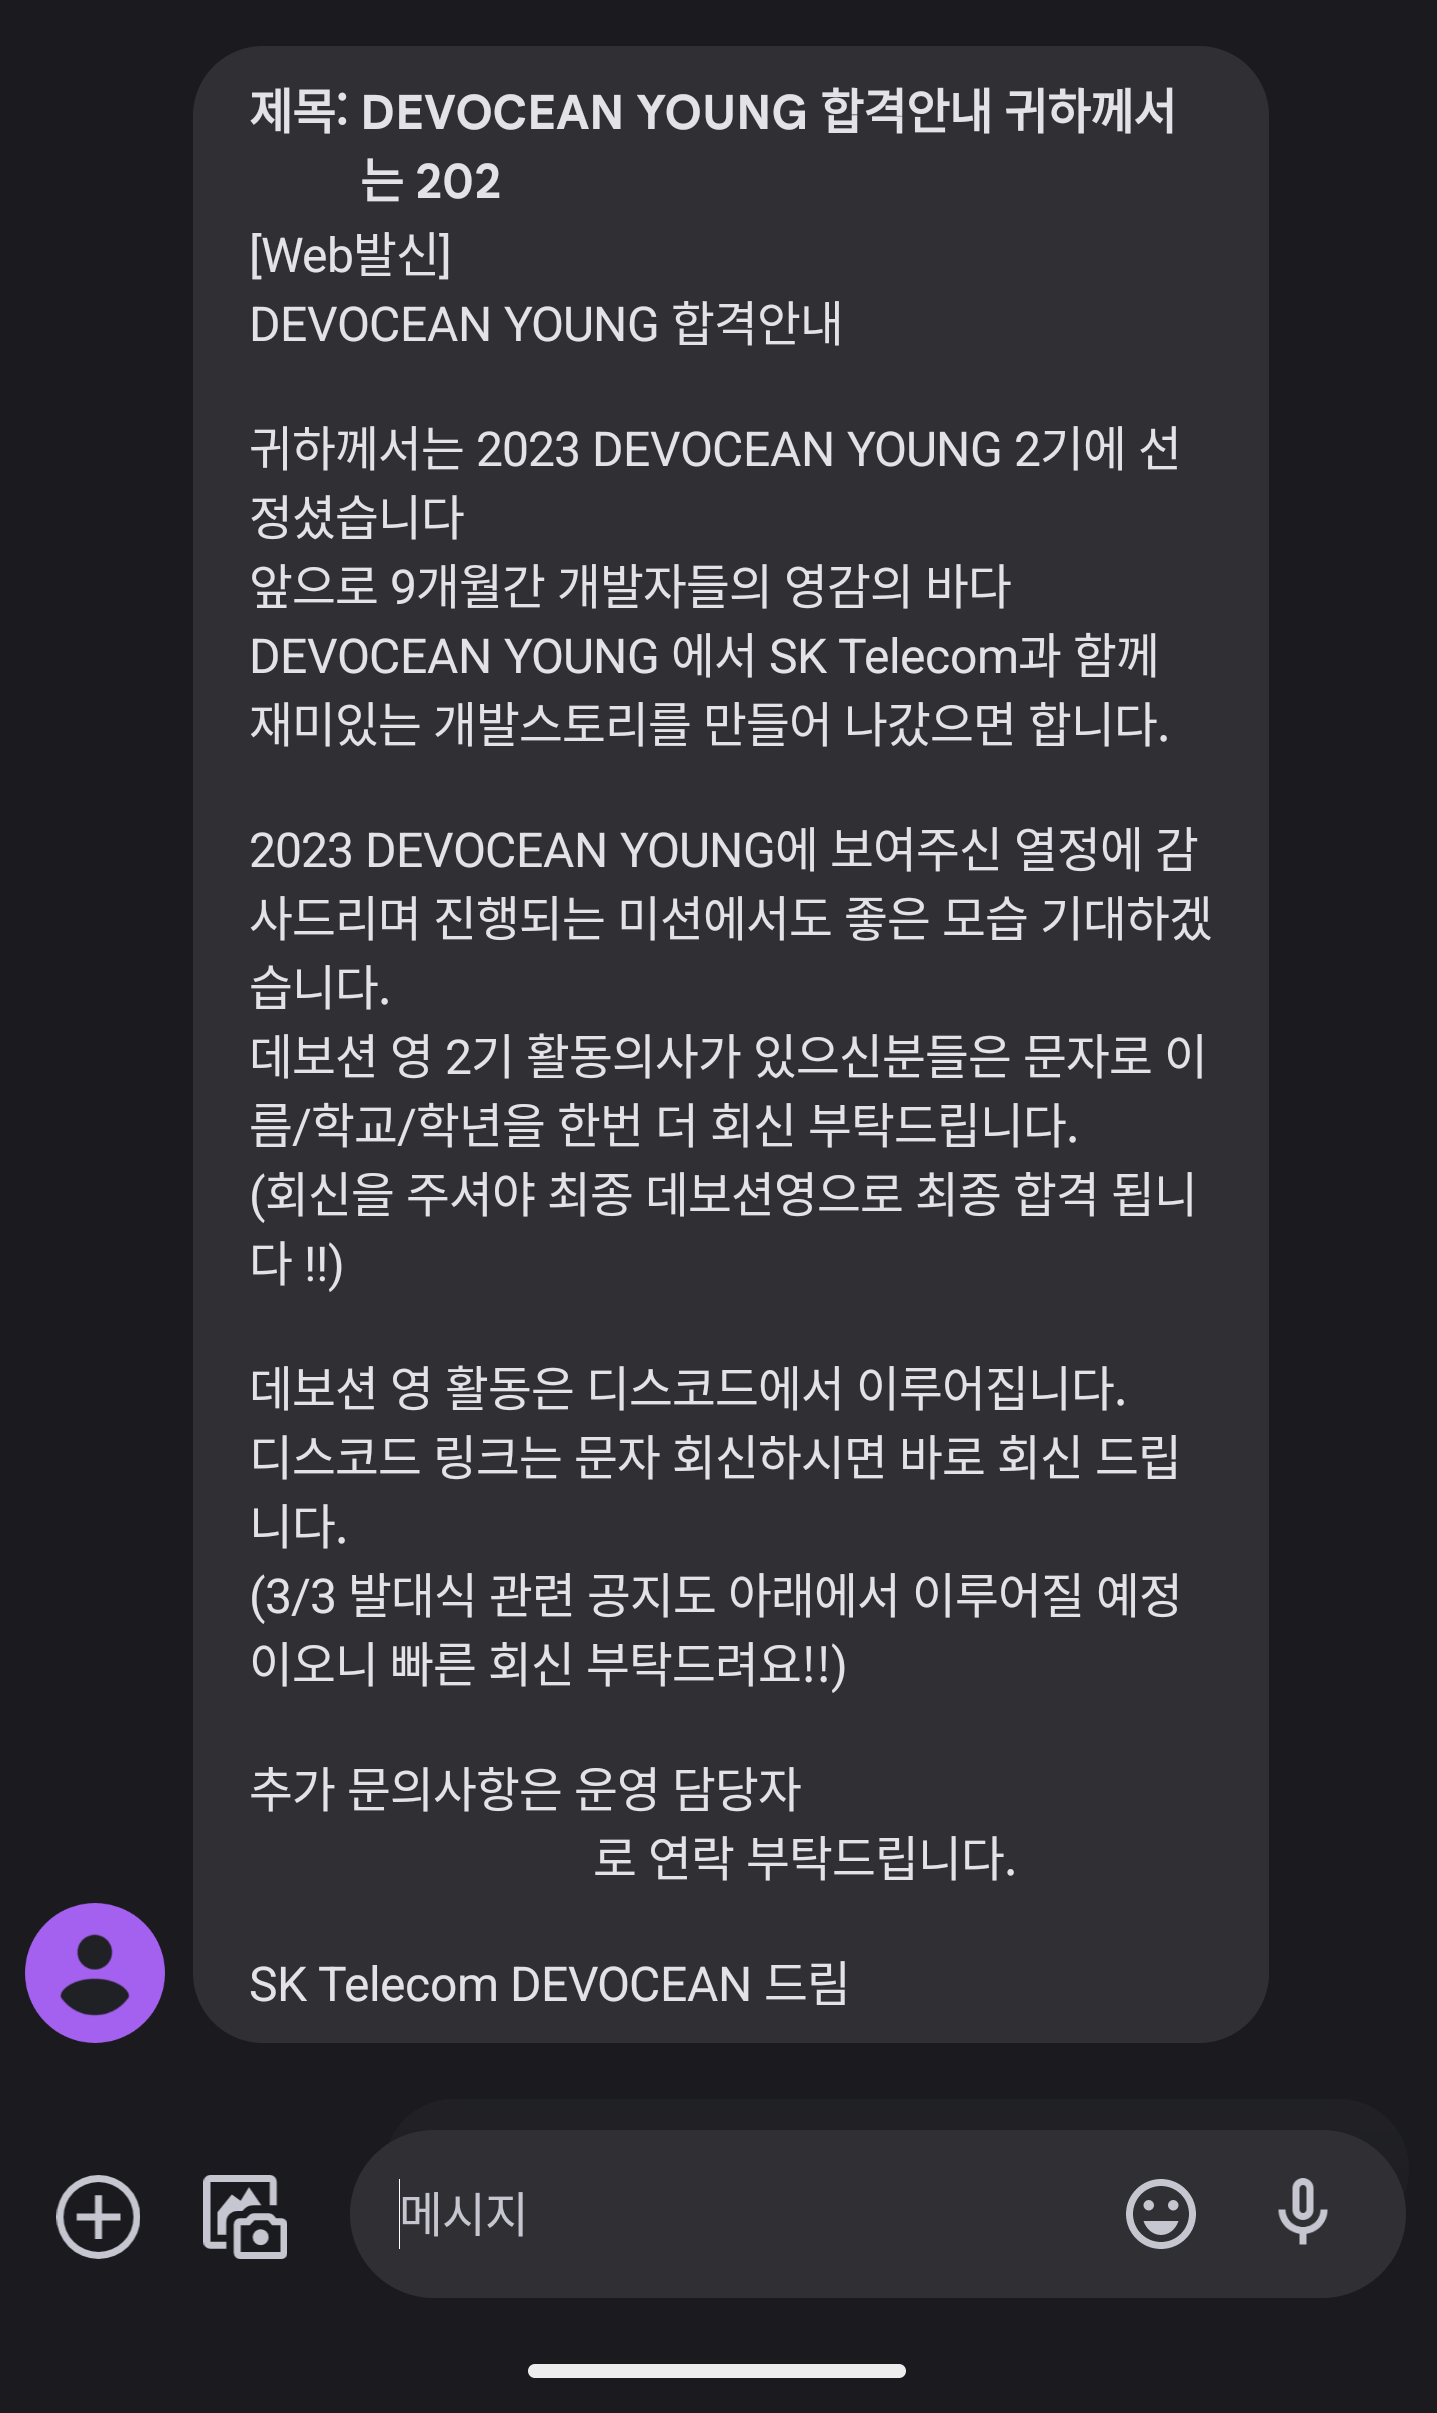 제목: DEVOCEAN YOUNG 합격안내 귀하께서
는 202
[Web발신]
DEVOCEAN YOUNG 합격안내
귀하께서는 2023 DEVOCEAN YOUNG 2기에 선
정셨습니다
앞으로 9개월간 개발자들의 영감의 바다
DEVOCEAN YOUNG 에서 SK Telecom과 함께
재미있는 개발스토리를 만들어 나갔으면 합니다.
2023 DEVOCEAN YOUNG에 보여주신 열정에 감
사드리며 진행되는 미션에서도 좋은 모습 기대하겠
습니다.
데보션 영 2기 활동의사가 있으신분들은 문자로 이
름/학교/학년을 한번 더 회신 부탁드립니다.
(회신을 주셔야 최종 데보션영으로 최종 합격 됩니
다 !!)
데보션 영 활동은 디스코드에서 이루어집니다.
디스코드 링크는 문자 회신하시면 바로 회신 드립
니다.
(3/3 발대식 관련 공지도 아래에서 이루어질 예정
이오니 빠른 회신 부탁드려요!!)
추가 문의사항은 운영 담당자
로 연락 부탁드립니다.
SK Telecom DEVOCEAN 드림
메시지